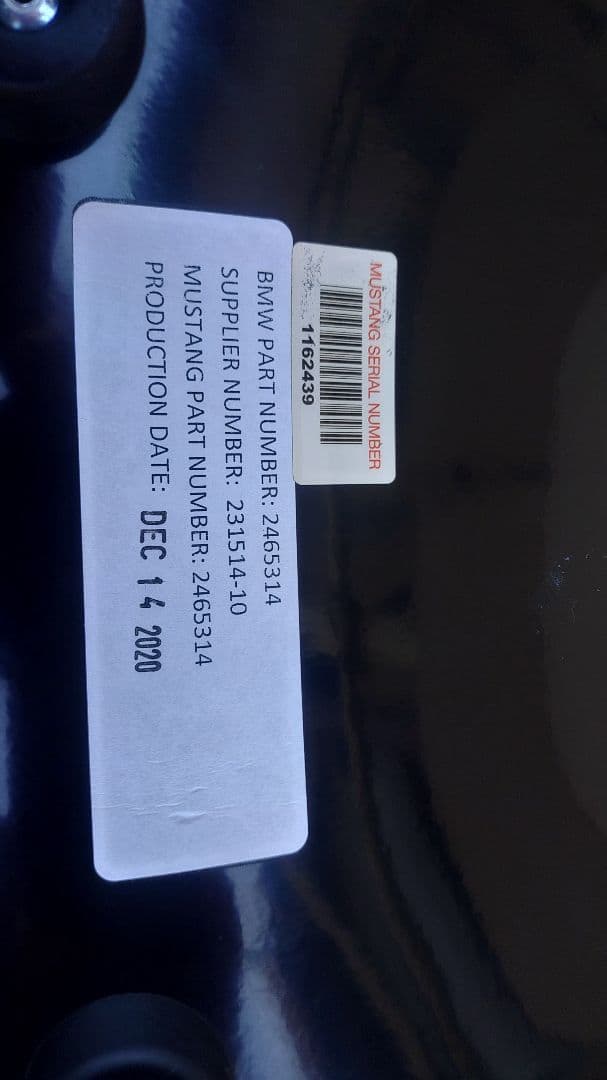 MUSTANG SERIAL NUMBER
1162439
BMW PART NUMBER: 2465314
SUPPLIER NUMBER: 231514-10
MUSTANG PART NUMBER: 2465314
PRODUCTION DATE: DEC 14 2020